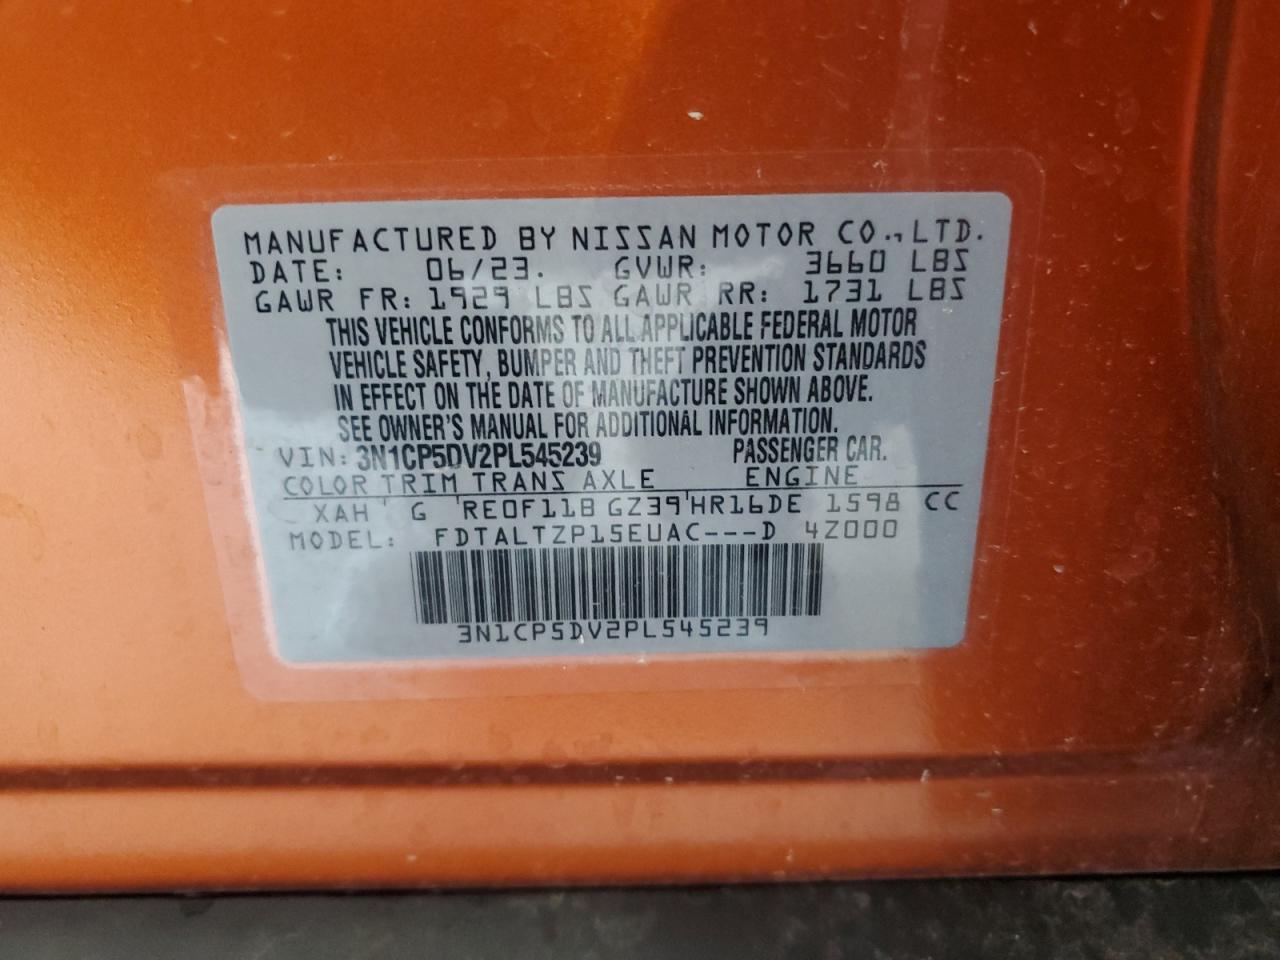 MANUFACTURED BY NISSAN MOTOR CO., LTD.
DATE: 06/23. GVWR: 3660 LBS
GAWR FR: 1929 LBS GAWR RR: 1731 LBS
THIS VEHICLE CONFORMS TO ALL APPLICABLE FEDERAL MOTOR
VEHICLE SAFETY, BUMPER AND THEFT PREVENTION STANDARDS
IN EFFECT ON THE DATE OF MANUFACTURE SHOWN ABOVE.
SEE OWNER'S MANUAL FOR ADDITIONAL INFORMATION.
VIN: 3N1CP5DV2PL545239 PASSENGER CAR.
COLOR TRIM TRANS AXLE ENGINE
XAH ' G 'RE0F11B GZ39'HR16DE 1598 CC
MODEL: FDTALTZP15EUAC---D 4Z000
3N1CP5DV2PL545239